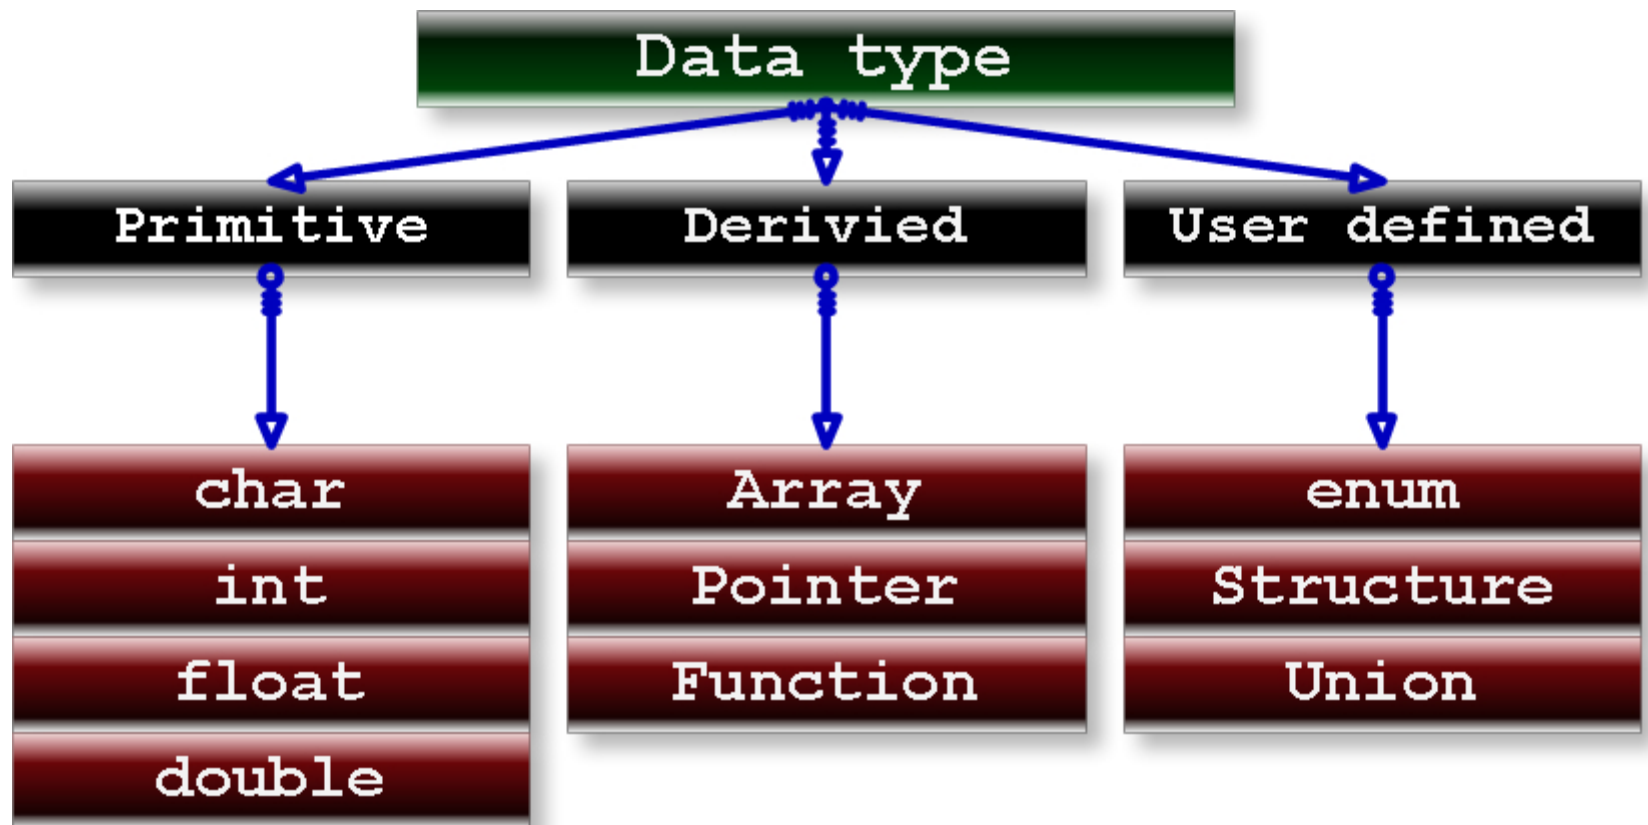 Data type
Primitive
Derivied
User defined
char
int
float
double
Array
Pointer
Function
enum
Structure
Union